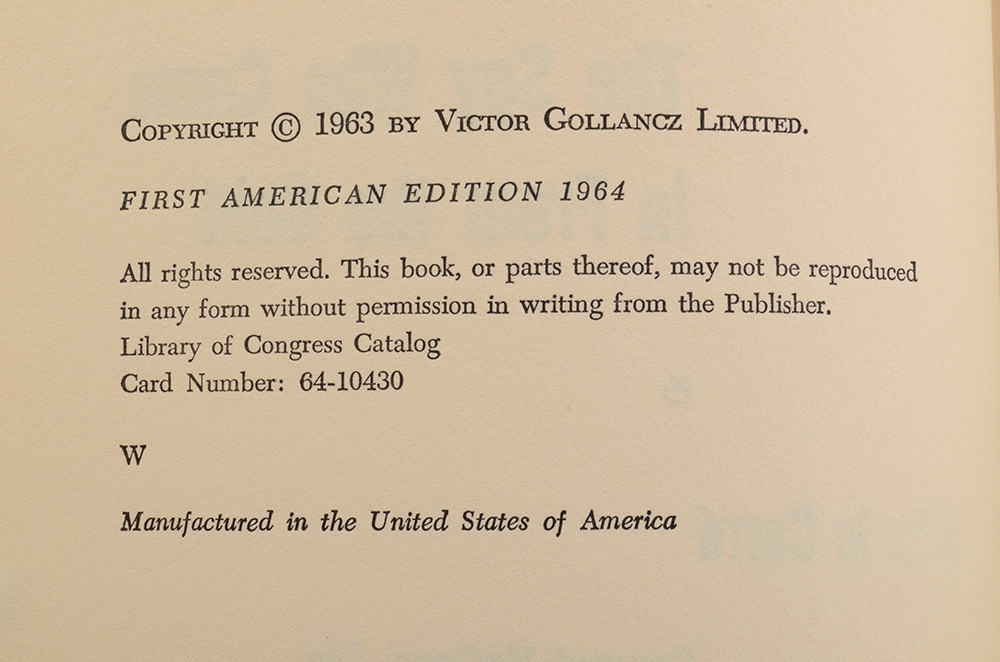 COPYRIGHT © 1963 BY VICTOR GOLLANCZ LIMITED.
FIRST AMERICAN EDITION 1964
All rights reserved. This book, or parts thereof, may not be reproduced
in any form without permission in writing from the Publisher.
Library of Congress Catalog
Card Number: 64-10430
W
Manufactured in the United States of America